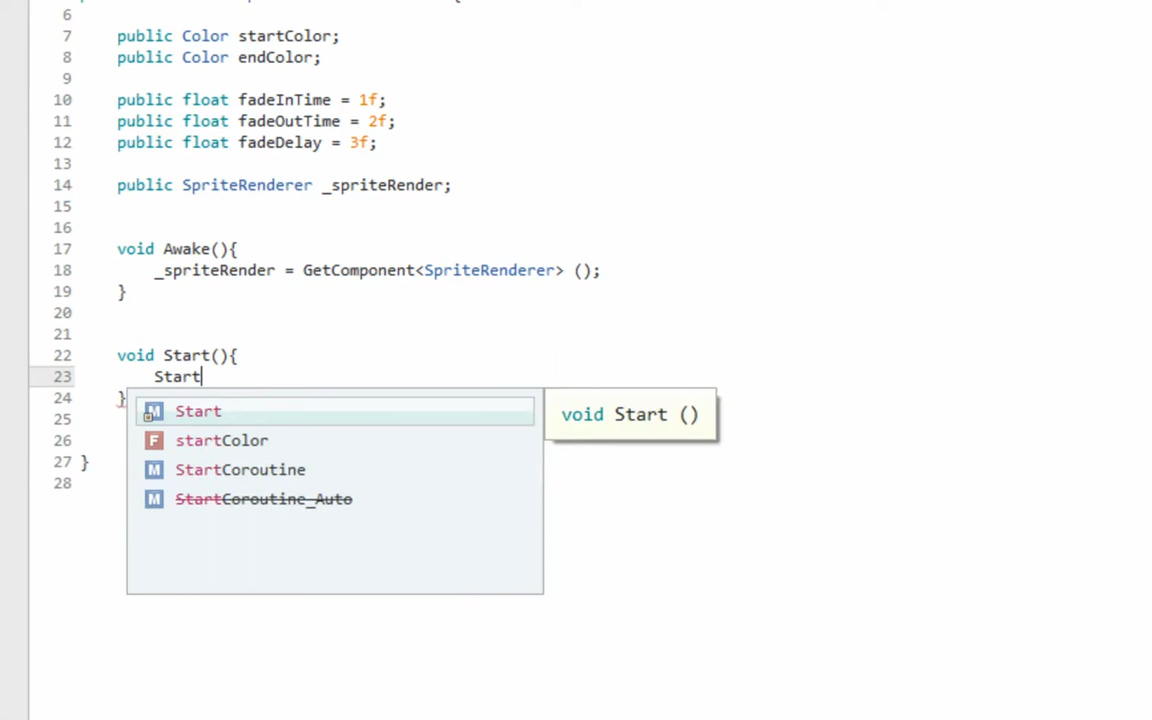 6
7 public Color startColor;
8 public Color endColor;
9
10 public float fadeInTime = 1f;
11 public float fadeOutTime = 2f;
12 public float fadeDelay = 3f;
13
14 public SpriteRenderer _spriteRender;
15
16
17 void Awake(){
18 _spriteRender = GetComponent<SpriteRenderer> ();
19 }
20
21
22 void Start(){
23 Start
24 }
M Start
void Start ()
25
F startColor
26
27 }
M StartCoroutine
28
M StartCoroutine_Auto